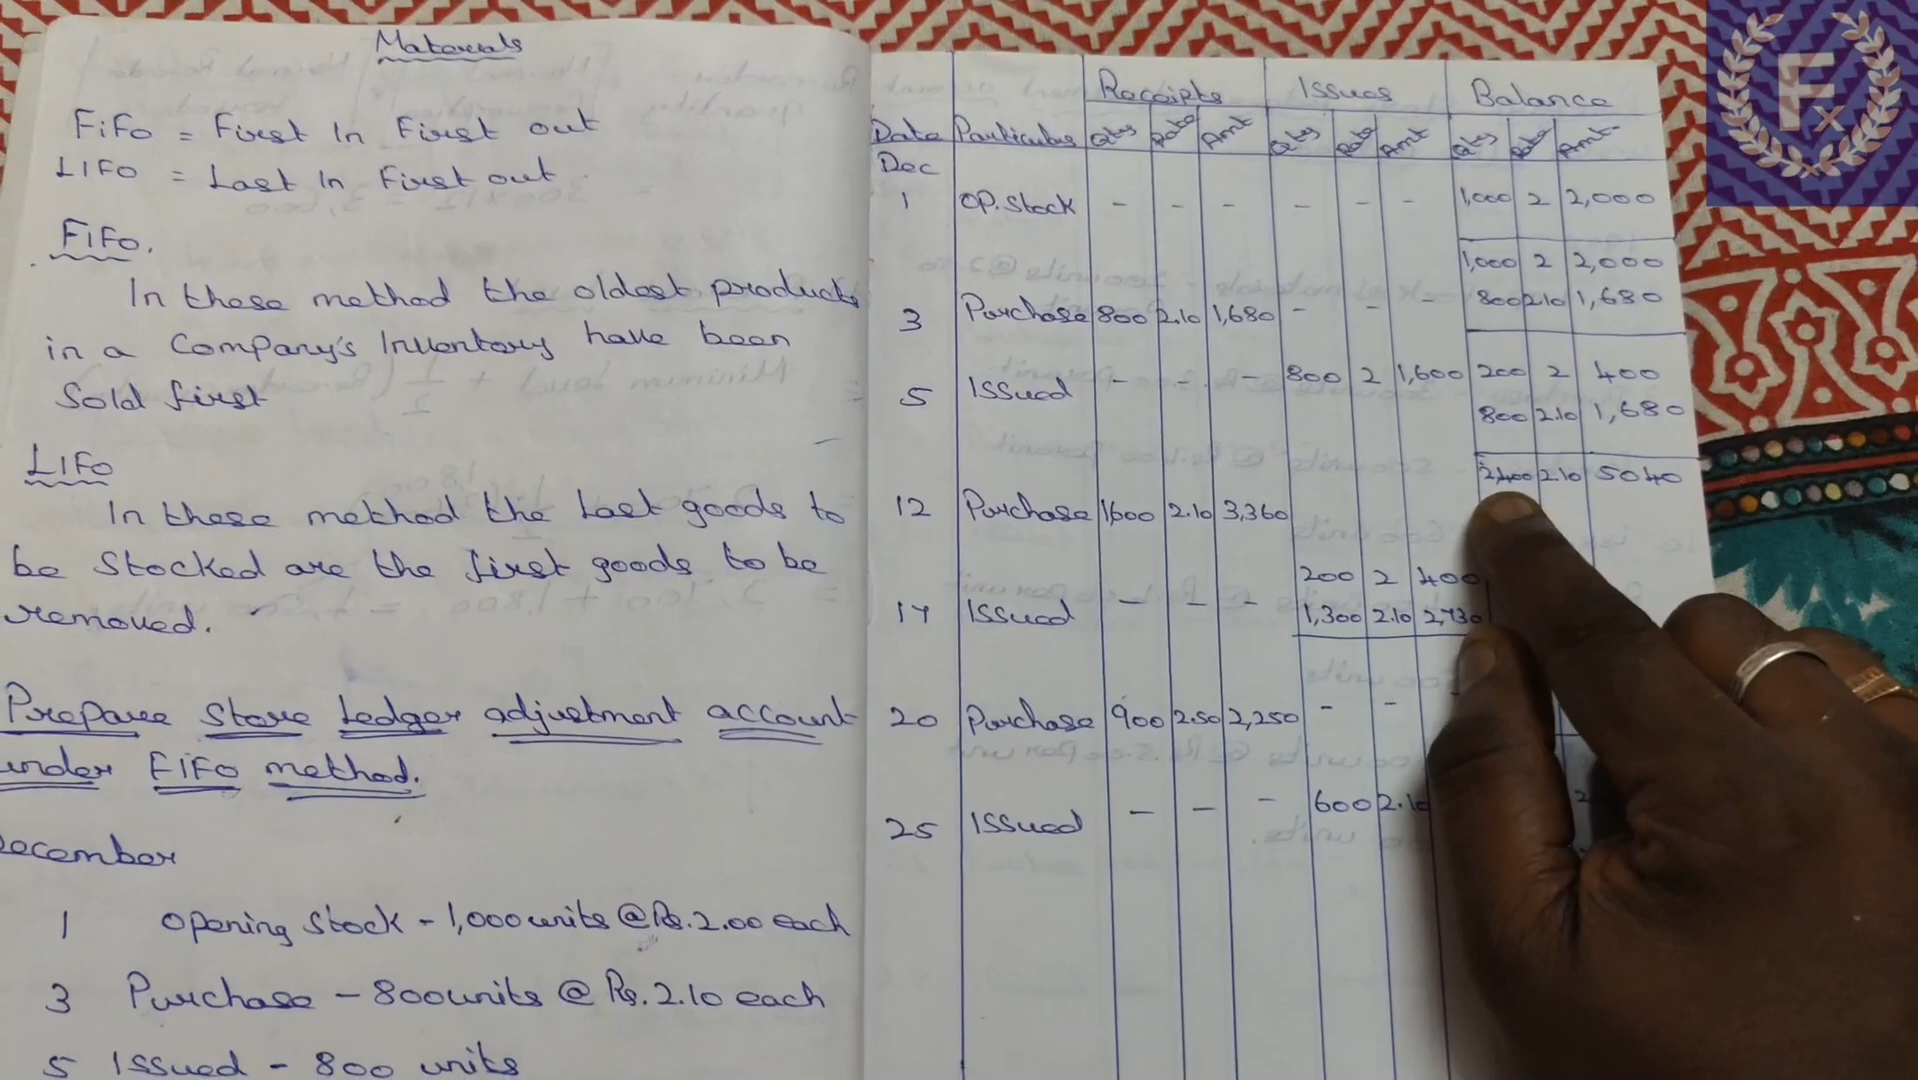 Materials
FiFo = First In First out
LIFO = Last In First out
FIFO.
In these method the oldest products
in a Company's Inventory have been
Sold first
LIFO
In these method the last goods to
be Stocked are the first goods to be
removed.
Prepare Store Ledger adjustment account
under FIFO method.
December
1 Opening Stock - 1,000 units @ Rs. 2.00 each
3 Purchase - 800 units @ Rs. 2.10 each
5 Issued - 800 units
Receipts Issues Balance
Date Particulars Qty Rate Amt Qty Rate Amt Qty Rate Amt
Dec
1 OP. Stock - - - - - - 1,000 2 2,000
1,000 2 2,000
3 Purchase 800 2.10 1,680 - - - 800 2.10 1,680
5 Issued - - - 800 2 1,600 200 2 400
800 2.10 1,680
2,400 2.10 5040
12 Purchase 1600 2.10 3,360
200 2 400
17 Issued - - - 1,300 2.10 2,730
20 Purchase 900 2.50 2,250 - -
25 Issued - - - 600 2.10
Fx